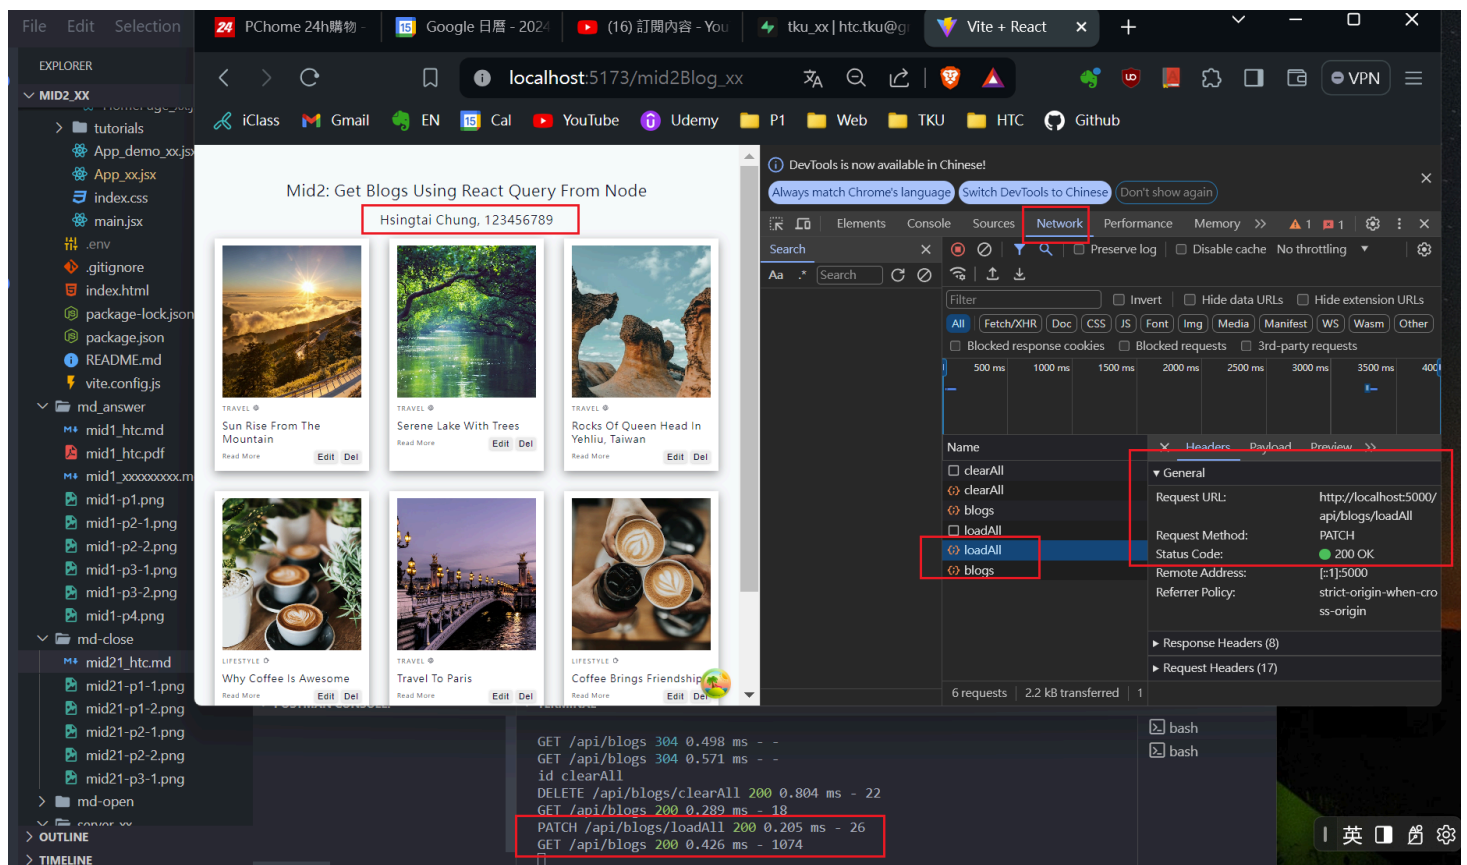 File Edit Selection
PChome 24h購物 -
Google 日曆 - 2024
(16) 訂閱內容 - You
tku_xx | htc.tku@g
Vite + React
localhost:5173/mid2Blog_xx
VPN
iClass
Gmail
EN
Cal
YouTube
Udemy
P1
Web
TKU
HTC
Github
EXPLORER
MID2_XX
tutorials
App_demo_xx.jsx
App_xx.jsx
index.css
main.jsx
.env
.gitignore
index.html
package-lock.json
package.json
README.md
vite.config.js
md_answer
mid1_htc.md
mid1_htc.pdf
mid1_xxxxxxxxx.m
mid1-p1.png
mid1-p2-1.png
mid1-p2-2.png
mid1-p3-1.png
mid1-p3-2.png
mid1-p4.png
md-close
mid21_htc.md
mid21-p1-1.png
mid21-p1-2.png
mid21-p2-1.png
mid21-p2-2.png
mid21-p3-1.png
md-open
OUTLINE
TIMELINE
Mid2: Get Blogs Using React Query From Node
Hsingtai Chung, 123456789
TRAVEL
Sun Rise From The
Mountain
Read More Edit Del
TRAVEL
Serene Lake With Trees
Read More Edit Del
TRAVEL
Rocks Of Queen Head In
Yehliu, Taiwan
Read More Edit Del
LIFESTYLE
Why Coffee Is Awesome
Read More Edit Del
TRAVEL
Travel To Paris
Read More Edit Del
LIFESTYLE
Coffee Brings Friendship
Read More Edit Del
DevTools is now available in Chinese!
Always match Chrome's language
Switch DevTools to Chinese
Don't show again
Elements Console Sources Network Performance Memory
1 1
Search
Aa .* Search
Preserve log Disable cache No throttling
Filter
Invert Hide data URLs Hide extension URLs
All Fetch/XHR Doc CSS JS Font Img Media Manifest WS Wasm Other
Blocked response cookies Blocked requests 3rd-party requests
500 ms 1000 ms 1500 ms 2000 ms 2500 ms 3000 ms 3500 ms 400
Name
clearAll
clearAll
blogs
loadAll
loadAll
blogs
Headers Payload Preview
General
Request URL: http://localhost:5000/
api/blogs/loadAll
Request Method: PATCH
Status Code: 200 OK
Remote Address: [::1]:5000
Referrer Policy: strict-origin-when-cro
ss-origin
Response Headers (8)
Request Headers (17)
6 requests 2.2 kB transferred 1
GET /api/blogs 304 0.498 ms - -
GET /api/blogs 304 0.571 ms - -
id clearAll
DELETE /api/blogs/clearAll 200 0.804 ms - 22
GET /api/blogs 200 0.289 ms - 18
PATCH /api/blogs/loadAll 200 0.205 ms - 26
GET /api/blogs 200 0.426 ms - 1074
bash
bash
英